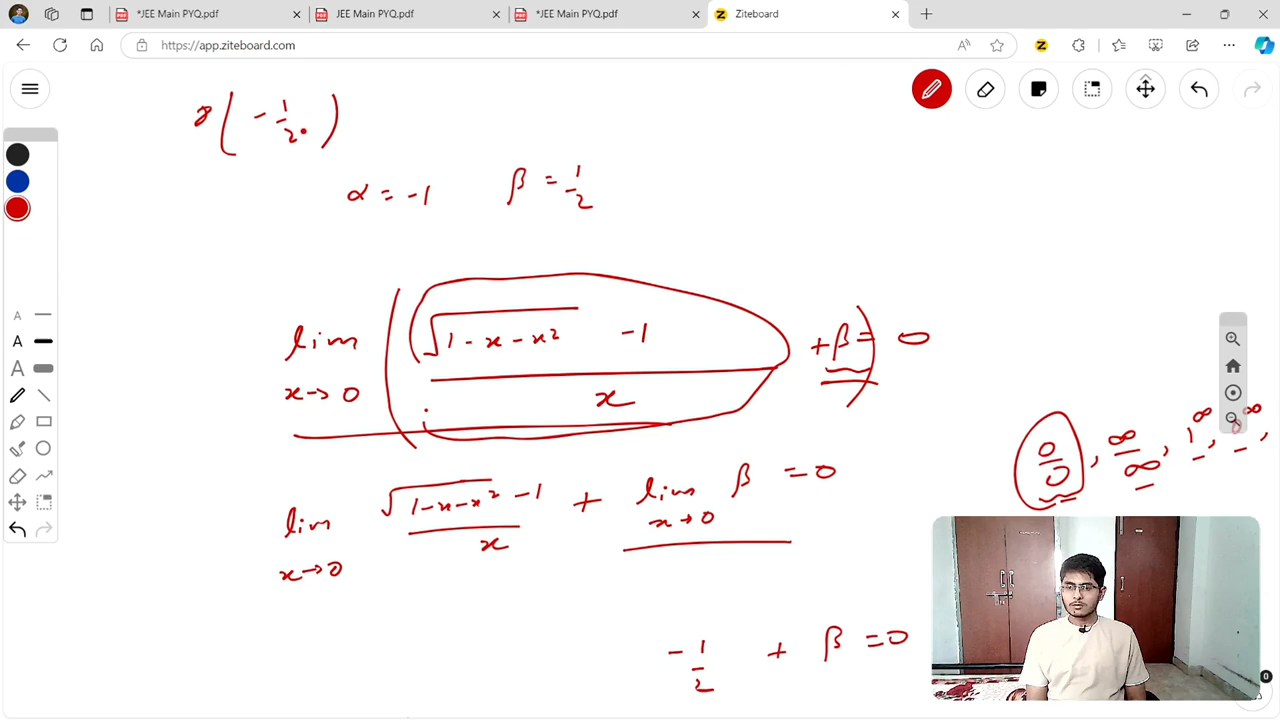 *JEE Main PYQ.pdf
JEE Main PYQ.pdf
*JEE Main PYQ.pdf
Ziteboard
https://app.ziteboard.com
8 ( - 1/2 )
α = -1 β = 1/2
lim x→0 ( (√(1-x-x²) -1)/x + β ) = 0
0/0 , ∞/∞ , 1^∞ ,
lim x→0 (√(1-x-x²) -1)/x + lim x→0 β = 0
- 1/2 + β = 0